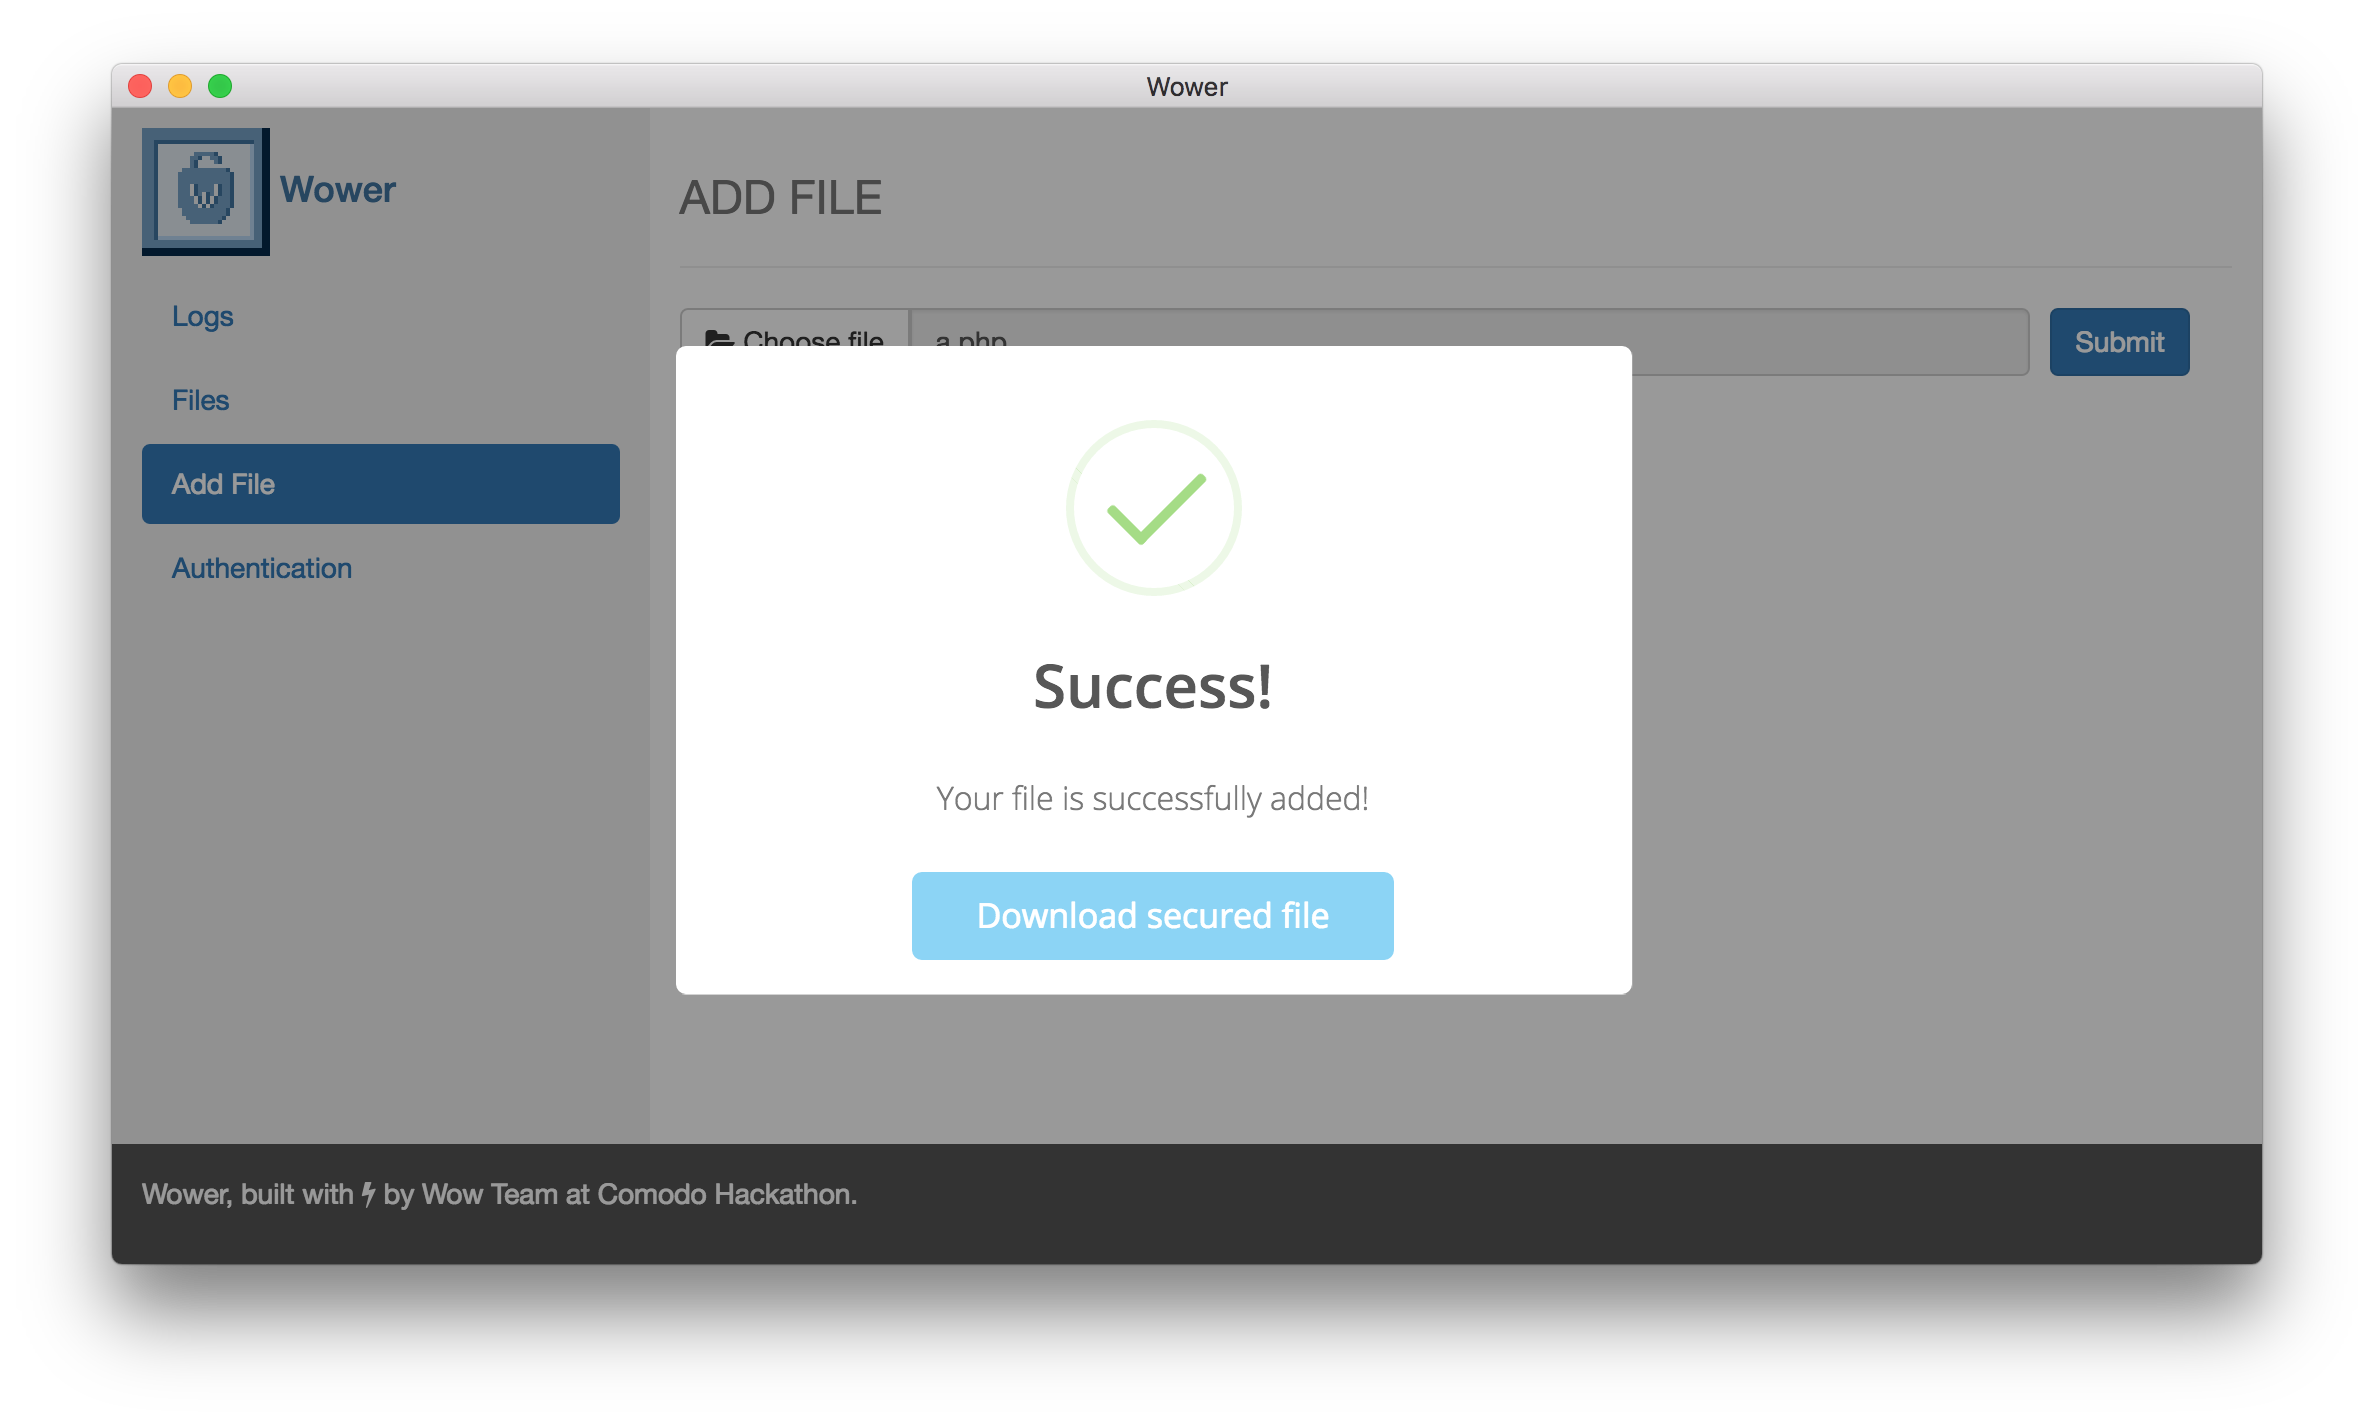 Wower
Wower
Logs
Files
Add File
Authentication
ADD FILE
Choose file
a.php
Submit
Success!
Your file is successfully added!
Download secured file
Wower, built with by Wow Team at Comodo Hackathon.